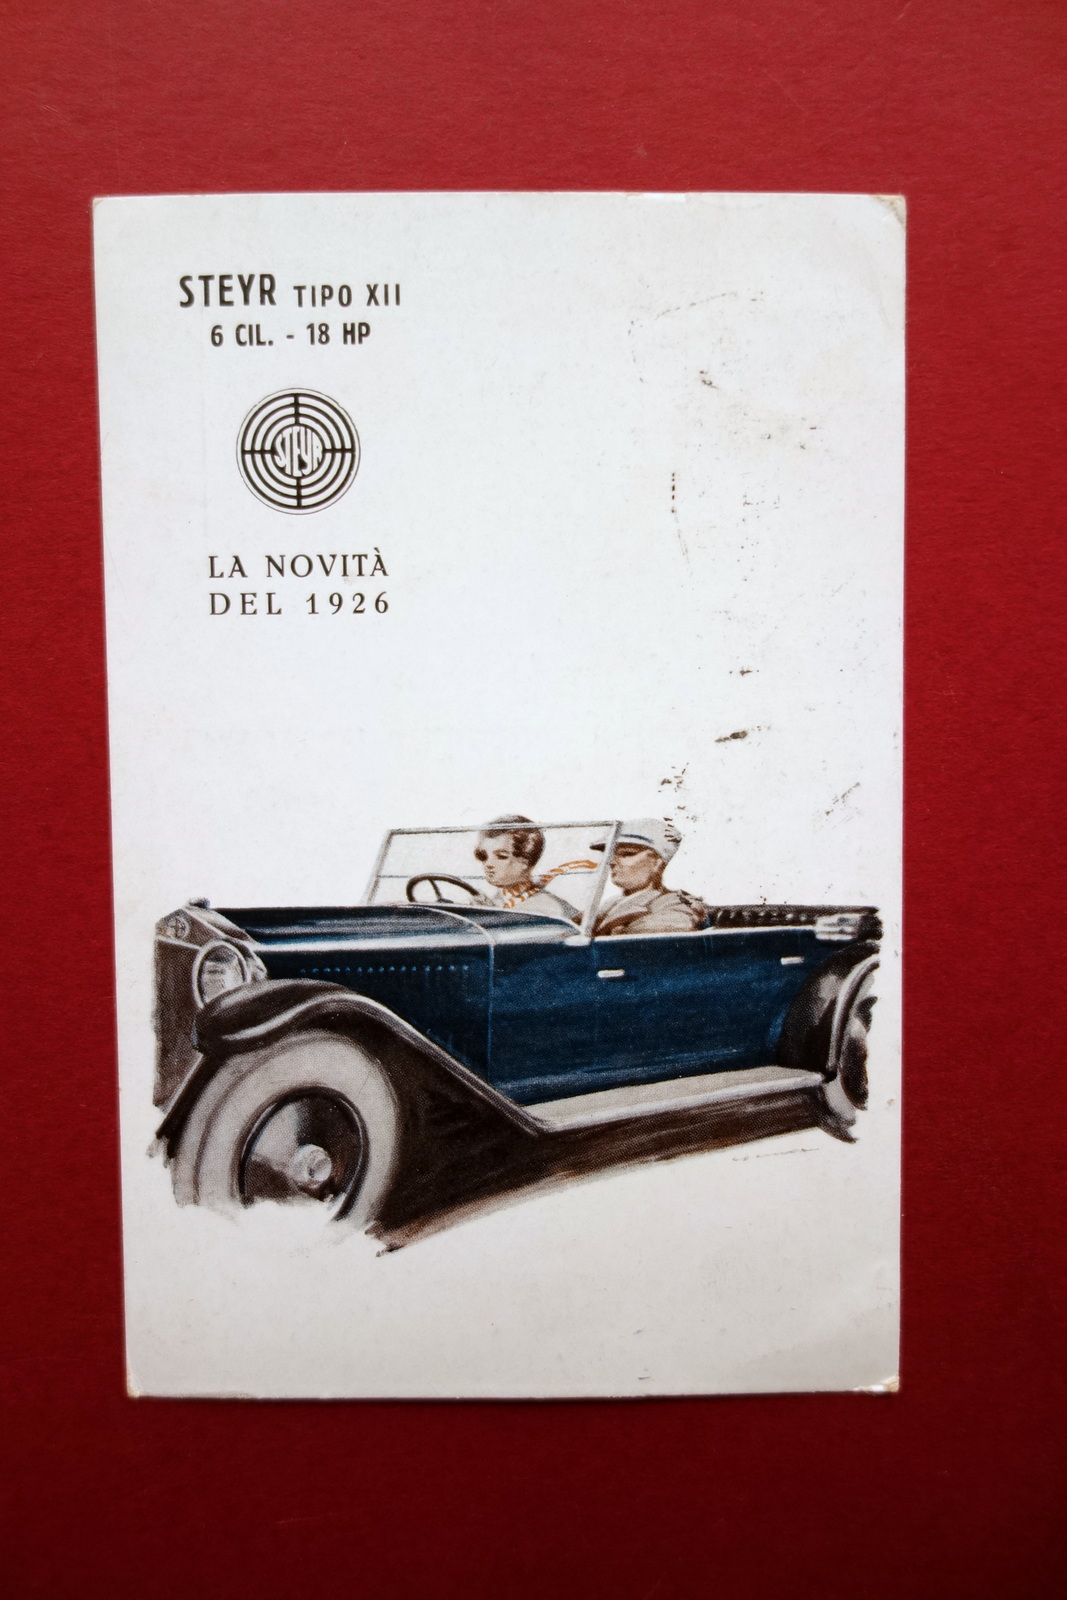 STEYR TIPO XII
6 CIL. - 18 HP
STEYR
LA NOVITÀ
DEL 1926